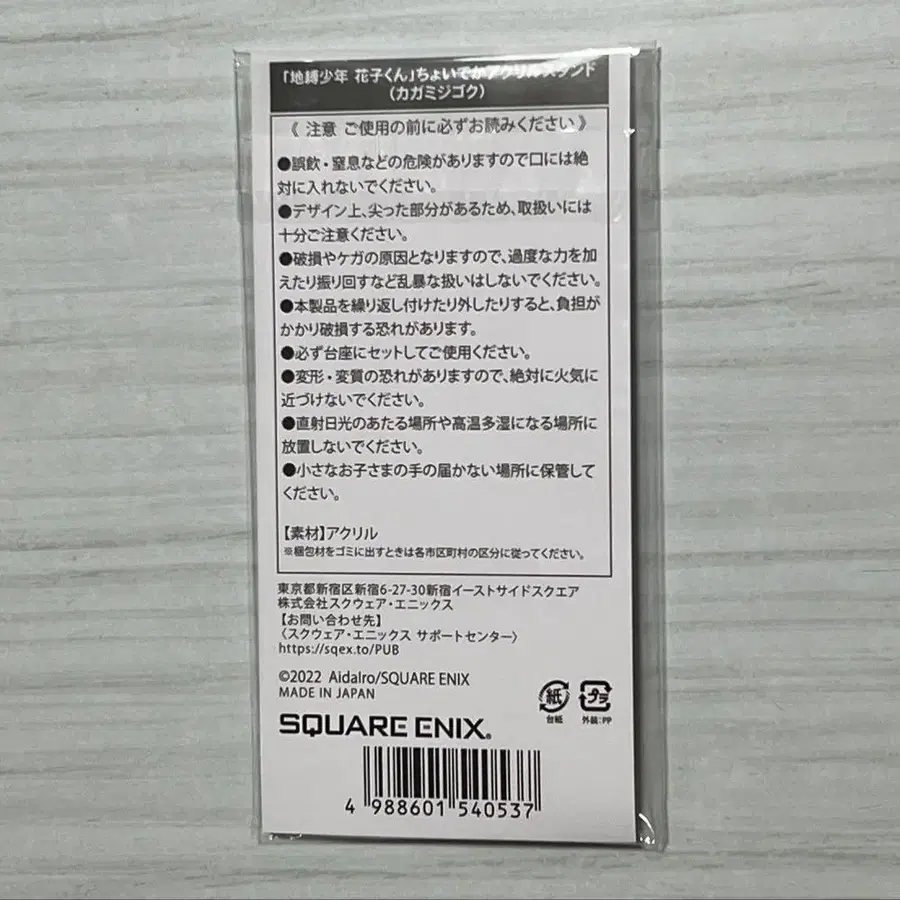 「地縛少年 花子くん」ちょいでかアクリルスタンド
（カガミジゴク）
《 注意 ご使用の前に必ずお読みください 》
●誤飲・窒息などの危険がありますので口には絶
対に入れないでください。
●デザイン上、尖った部分があるため、取扱いには
十分ご注意ください。
●破損やケガの原因となりますので、過度な力を加
えたり振り回すなど乱暴な扱いはしないでください。
●本製品を繰り返し付けたり外したりすると、負担が
かかり破損する恐れがあります。
●必ず台座にセットしてご使用ください。
●変形・変質の恐れがありますので、絶対に火気に
近づけないでください。
●直射日光のあたる場所や高温多湿になる場所に
放置しないでください。
●小さなお子さまの手の届かない場所に保管して
ください。
【素材】アクリル
※梱包材をゴミに出すときは各市区町村の区分に従ってください。
東京都新宿区新宿6-27-30新宿イーストサイドスクエア
株式会社スクウェア・エニックス
【お問い合わせ先】
〈スクウェア・エニックス サポートセンター〉
https://sqex.to/PUB
©2022 AidaIro/SQUARE ENIX
MADE IN JAPAN
紙 プラ
台紙 外装:PP
SQUARE ENIX®
4 988601 540537